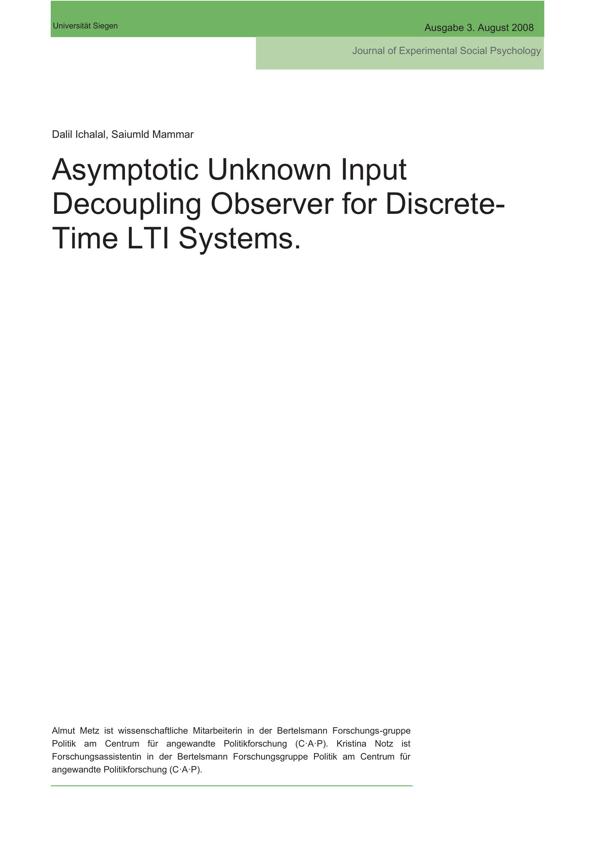 Universität Siegen
Ausgabe 3. August 2008
Journal of Experimental Social Psychology
Dalil Ichalal, Saiumld Mammar
Asymptotic Unknown Input
Decoupling Observer for Discrete-
Time LTI Systems.
Almut Metz ist wissenschaftliche Mitarbeiterin in der Bertelsmann Forschungs-gruppe
Politik am Centrum für angewandte Politikforschung (C·A·P). Kristina Notz ist
Forschungsassistentin in der Bertelsmann Forschungsgruppe Politik am Centrum für
angewandte Politikforschung (C·A·P).